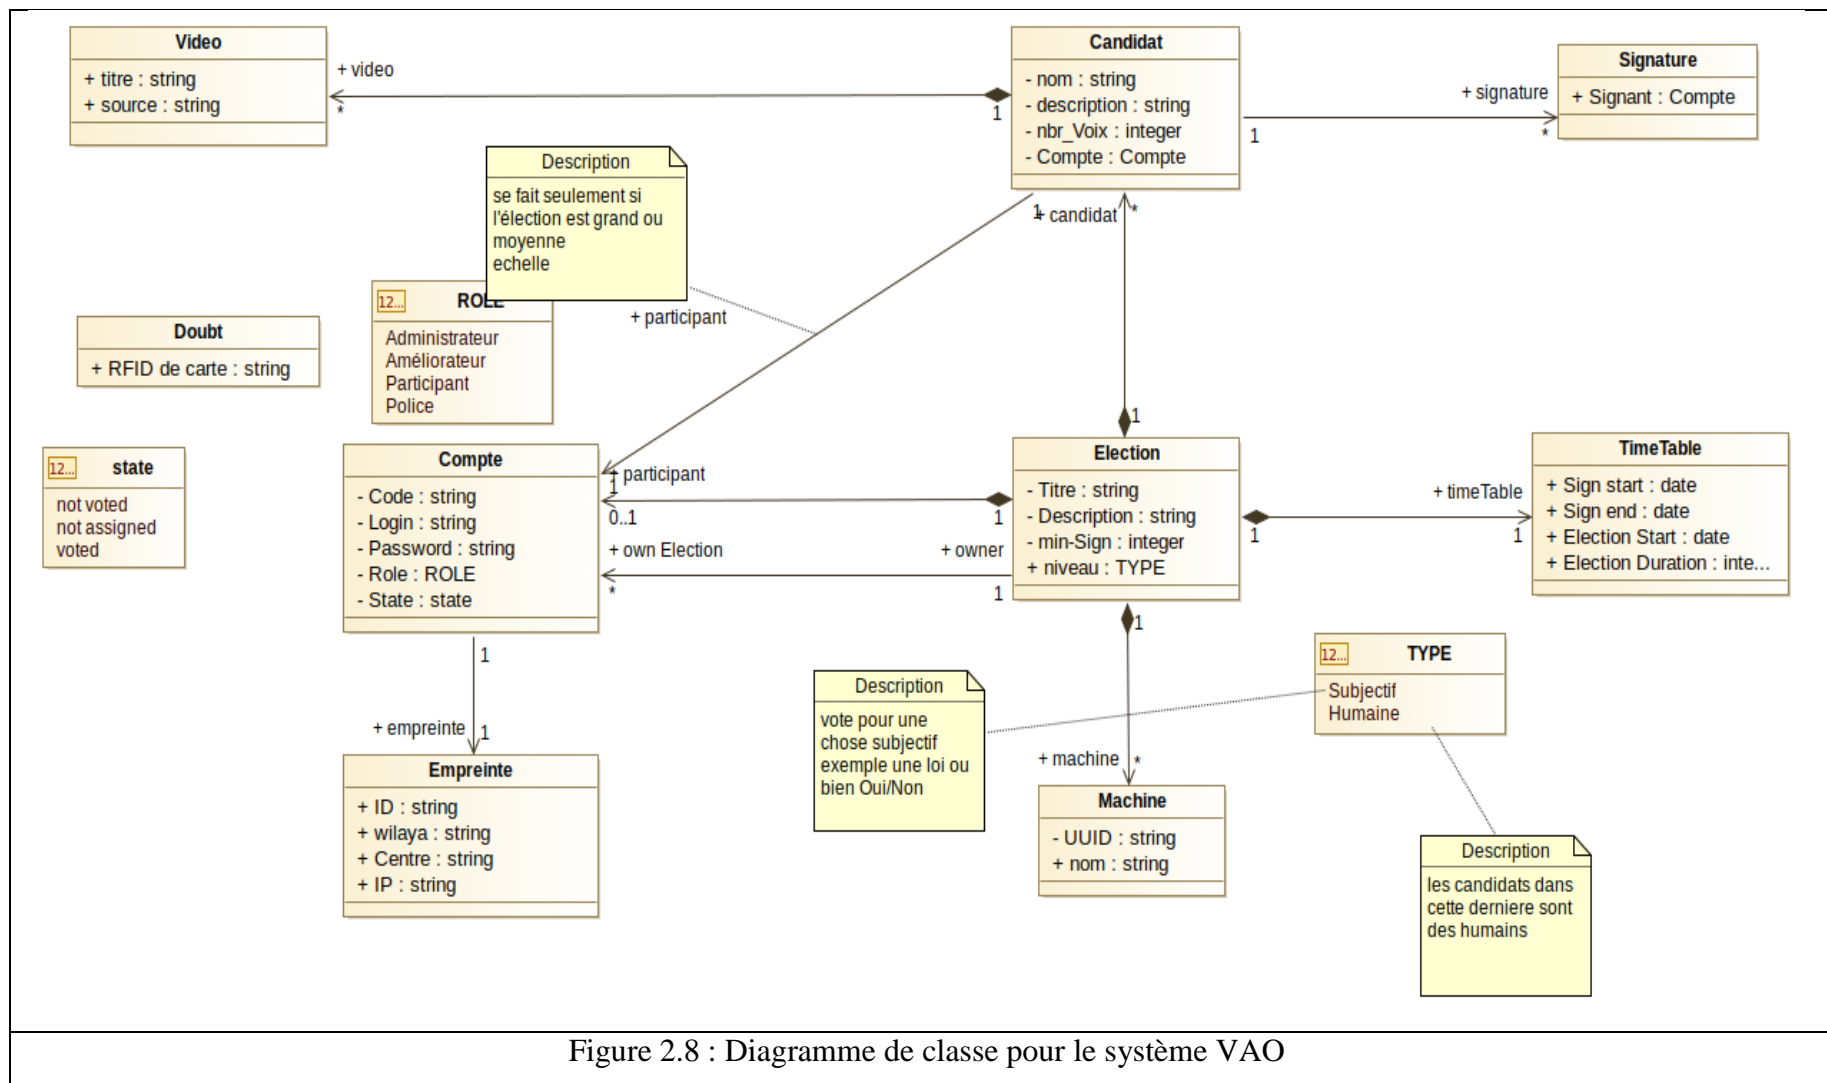 Video
+ titre : string
+ source : string
+ video
*
1
Candidat
- nom : string
- description : string
- nbr_Voix : integer
- Compte : Compte
+ signature
1
*
Signature
+ Signant : Compte
Description
se fait seulement si
l'élection est grand ou
moyenne
echelle
1
+ candidat
*
12...
ROLE
Administrateur
Améliorateur
Participant
Police
+ participant
Doubt
+ RFID de carte : string
12...
state
not voted
not assigned
voted
Compte
- Code : string
- Login : string
- Password : string
- Role : ROLE
- State : state
1
+ participant
0..1
1
+ own Election
+ owner
*
1
1
Election
- Titre : string
- Description : string
- min-Sign : integer
+ niveau : TYPE
+ timeTable
1
1
TimeTable
+ Sign start : date
+ Sign end : date
+ Election Start : date
+ Election Duration : inte...
1
1
+ empreinte
1
Empreinte
+ ID : string
+ wilaya : string
+ Centre : string
+ IP : string
Description
vote pour une
chose subjectif
exemple une loi ou
bien Oui/Non
+ machine
*
Machine
- UUID : string
+ nom : string
12...
TYPE
Subjectif
Humaine
Description
les candidats dans
cette derniere sont
des humains
Figure 2.8 : Diagramme de classe pour le système VAO